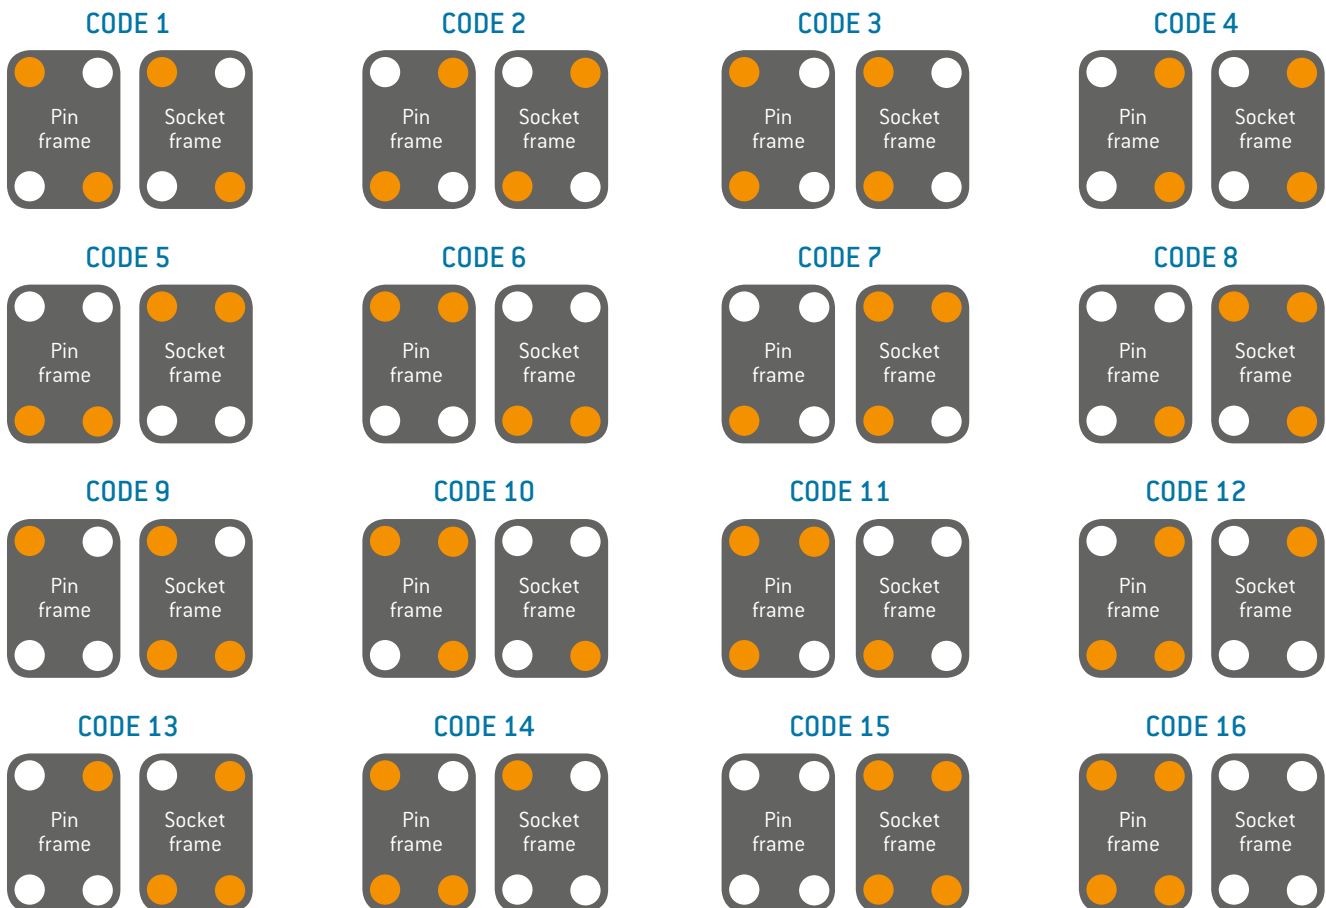 CODE 1
Pin
frame
Socket
frame
CODE 2
Pin
frame
Socket
frame
CODE 3
Pin
frame
Socket
frame
CODE 4
Pin
frame
Socket
frame
CODE 5
Pin
frame
Socket
frame
CODE 6
Pin
frame
Socket
frame
CODE 7
Pin
frame
Socket
frame
CODE 8
Pin
frame
Socket
frame
CODE 9
Pin
frame
Socket
frame
CODE 10
Pin
frame
Socket
frame
CODE 11
Pin
frame
Socket
frame
CODE 12
Pin
frame
Socket
frame
CODE 13
Pin
frame
Socket
frame
CODE 14
Pin
frame
Socket
frame
CODE 15
Pin
frame
Socket
frame
CODE 16
Pin
frame
Socket
frame